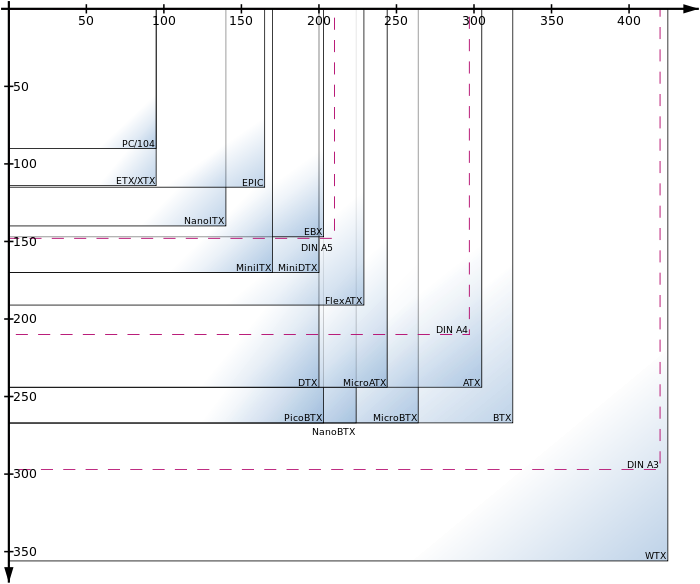 50 100 150 200 250 300 350 400
50
PC/104
100
ETX/XTX EPIC
NanoITX
EBX
150
DIN A5
MiniITX MiniDTX
FlexATX
200
DIN A4
DTX MicroATX ATX
250
PicoBTX MicroBTX BTX
NanoBTX
DIN A3
300
350
WTX